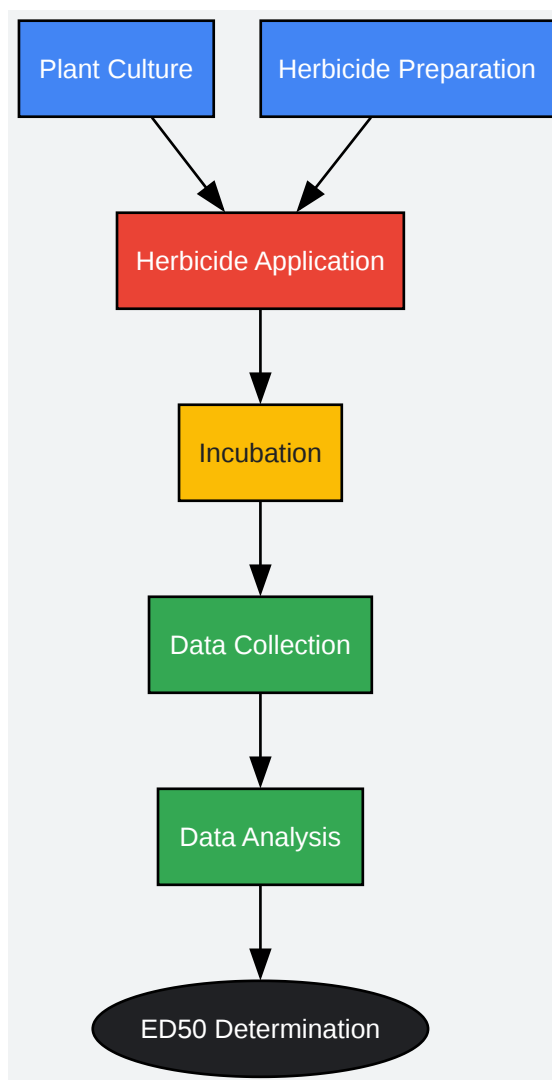 Plant Culture
Herbicide Preparation
Herbicide Application
Incubation
Data Collection
Data Analysis
ED50 Determination